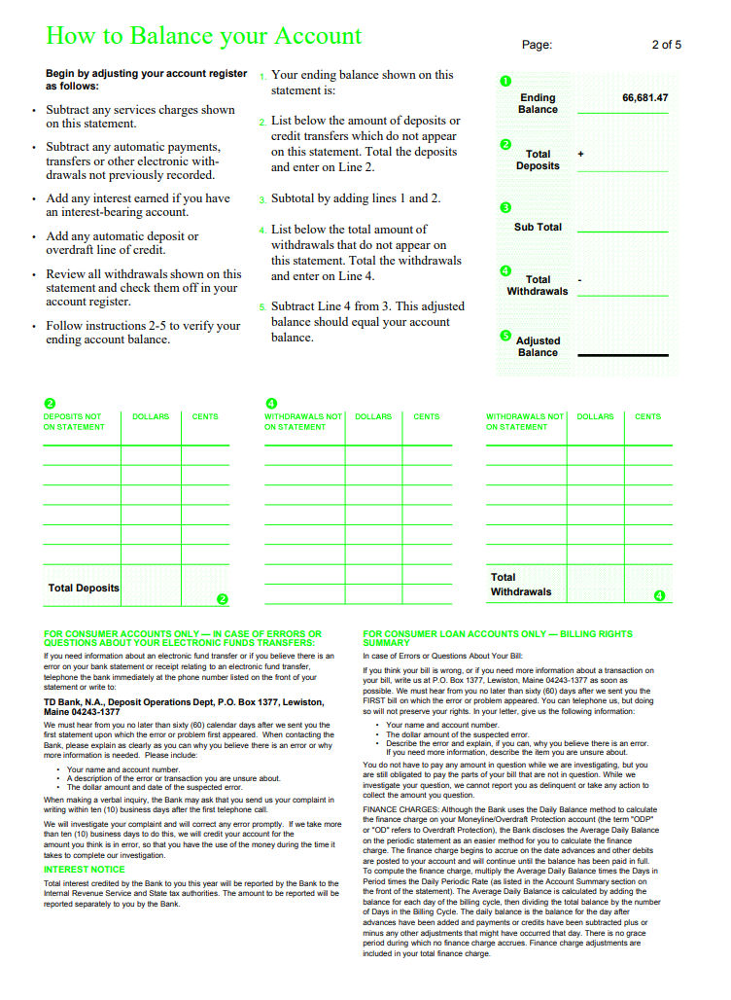 How to Balance your Account
Page: 2 of 5
Begin by adjusting your account register
as follows:
• Subtract any services charges shown
on this statement.
• Subtract any automatic payments,
transfers or other electronic with-
drawals not previously recorded.
• Add any interest earned if you have
an interest-bearing account.
• Add any automatic deposit or
overdraft line of credit.
• Review all withdrawals shown on this
statement and check them off in your
account register.
• Follow instructions 2-5 to verify your
ending account balance.
1. Your ending balance shown on this
statement is:
2. List below the amount of deposits or
credit transfers which do not appear
on this statement. Total the deposits
and enter on Line 2.
3. Subtotal by adding lines 1 and 2.
4. List below the total amount of
withdrawals that do not appear on
this statement. Total the withdrawals
and enter on Line 4.
5. Subtract Line 4 from 3. This adjusted
balance should equal your account
balance.
1
Ending
Balance
66,681.47
2
Total
Deposits
+
3
Sub Total
4
Total
Withdrawals
-
5
Adjusted
Balance
2
DEPOSITS NOT
ON STATEMENT
DOLLARS
CENTS
Total Deposits
2
4
WITHDRAWALS NOT
ON STATEMENT
DOLLARS
CENTS
WITHDRAWALS NOT
ON STATEMENT
DOLLARS
CENTS
Total
Withdrawals
4
FOR CONSUMER ACCOUNTS ONLY — IN CASE OF ERRORS OR
QUESTIONS ABOUT YOUR ELECTRONIC FUNDS TRANSFERS:
If you need information about an electronic fund transfer or if you believe there is an
error on your bank statement or receipt relating to an electronic fund transfer,
telephone the bank immediately at the phone number listed on the front of your
statement or write to:
TD Bank, N.A., Deposit Operations Dept, P.O. Box 1377, Lewiston,
Maine 04243-1377
We must hear from you no later than sixty (60) calendar days after we sent you the
first statement upon which the error or problem first appeared. When contacting the
Bank, please explain as clearly as you can why you believe there is an error or why
more information is needed. Please include:
• Your name and account number.
• A description of the error or transaction you are unsure about.
• The dollar amount and date of the suspected error.
When making a verbal inquiry, the Bank may ask that you send us your complaint in
writing within ten (10) business days after the first telephone call.
We will investigate your complaint and will correct any error promptly. If we take more
than ten (10) business days to do this, we will credit your account for the
amount you think is in error, so that you have the use of the money during the time it
takes to complete our investigation.
INTEREST NOTICE
Total interest credited by the Bank to you this year will be reported by the Bank to the
Internal Revenue Service and State tax authorities. The amount to be reported will be
reported separately to you by the Bank.
FOR CONSUMER LOAN ACCOUNTS ONLY — BILLING RIGHTS
SUMMARY
In case of Errors or Questions About Your Bill:
If you think your bill is wrong, or if you need more information about a transaction on
your bill, write us at P.O. Box 1377, Lewiston, Maine 04243-1377 as soon as
possible. We must hear from you no later than sixty (60) days after we sent you the
FIRST bill on which the error or problem appeared. You can telephone us, but doing
so will not preserve your rights. In your letter, give us the following information:
• Your name and account number.
• The dollar amount of the suspected error.
• Describe the error and explain, if you can, why you believe there is an error.
If you need more information, describe the item you are unsure about.
You do not have to pay any amount in question while we are investigating, but you
are still obligated to pay the parts of your bill that are not in question. While we
investigate your question, we cannot report you as delinquent or take any action to
collect the amount you question.
FINANCE CHARGES: Although the Bank uses the Daily Balance method to calculate
the finance charge on your Moneyline/Overdraft Protection account (the term "ODP"
or "OD" refers to Overdraft Protection), the Bank discloses the Average Daily Balance
on the periodic statement as an easier method for you to calculate the finance
charge. The finance charge begins to accrue on the date advances and other debits
are posted to your account and will continue until the balance has been paid in full.
To compute the finance charge, multiply the Average Daily Balance times the Days in
Period times the Daily Periodic Rate (as listed in the Account Summary section on
the front of the statement). The Average Daily Balance is calculated by adding the
balance for each day of the billing cycle, then dividing the total balance by the number
of Days in the Billing Cycle. The daily balance is the balance for the day after
advances have been added and payments or credits have been subtracted plus or
minus any other adjustments that might have occurred that day. There is no grace
period during which no finance charge accrues. Finance charge adjustments are
included in your total finance charge.